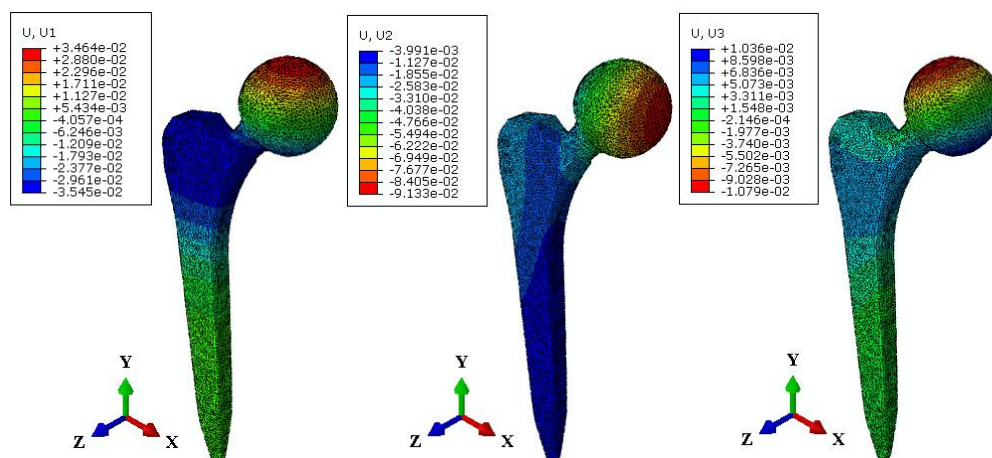 U, U1
+3.464e-02
+2.880e-02
+2.296e-02
+1.711e-02
+1.127e-02
+5.434e-03
-4.057e-04
-6.246e-03
-1.209e-02
-1.793e-02
-2.377e-02
-2.961e-02
-3.545e-02
U, U2
-3.991e-03
-1.127e-02
-1.855e-02
-2.583e-02
-3.310e-02
-4.038e-02
-4.766e-02
-5.494e-02
-6.222e-02
-6.949e-02
-7.677e-02
-8.405e-02
-9.133e-02
U, U3
+1.036e-02
+8.598e-03
+6.836e-03
+5.073e-03
+3.311e-03
+1.548e-03
-2.146e-04
-1.977e-03
-3.740e-03
-5.502e-03
-7.265e-03
-9.028e-03
-1.079e-02
Y
Z
X
Y
Z
X
Y
Z
X